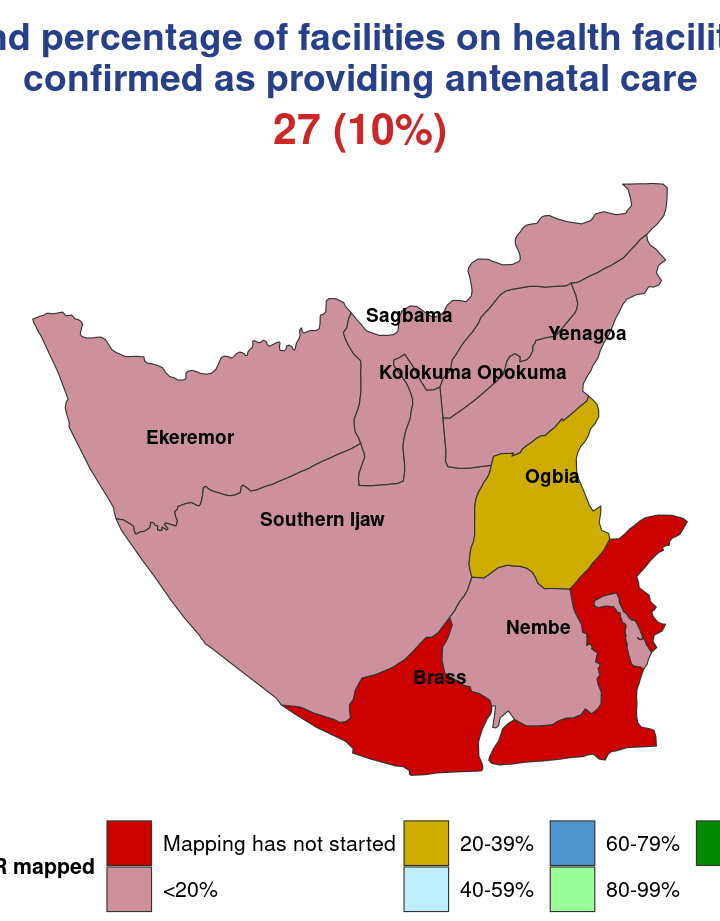 percentage of facilities on health
confirmed as providing antenatal care
27 (10%)
Sagbama
Yenagoa
Kolokuma Opokuma
Ekeremor
Ogbia
Southern Ijaw
Nembe
Brass
mapped
Mapping has not started
20-39%
60-79%
<20%
40-59%
80-99%